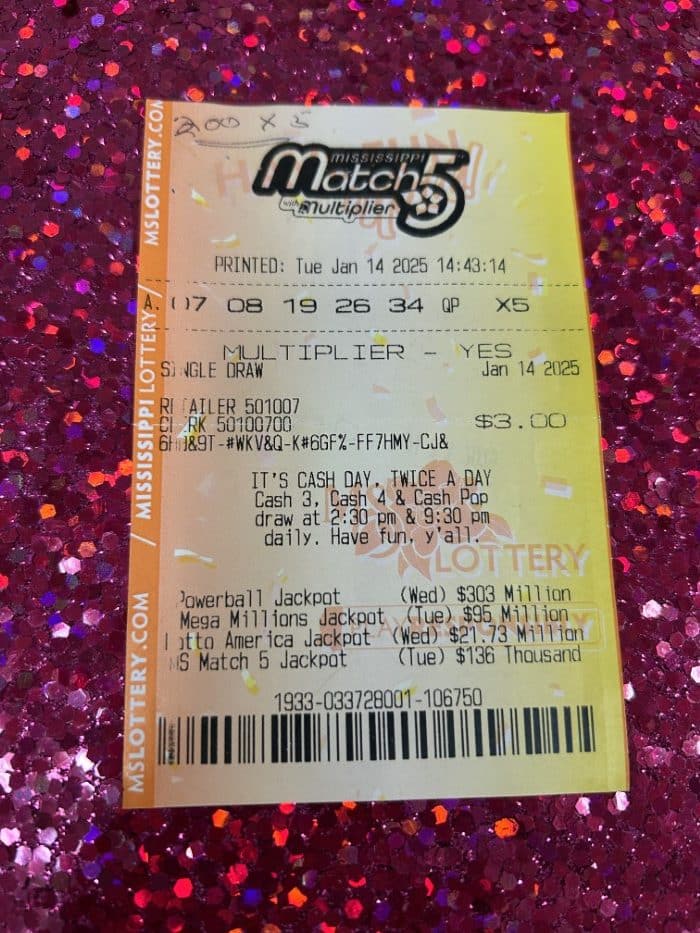 200 x 5
MISSISSIPPI
Match 5
with Multiplier
PRINTED: Tue Jan 14 2025 14:43:14
A. 07 08 19 26 34 QP X5
MULTIPLIER - YES
SINGLE DRAW Jan 14 2025
RETAILER 501007
CLERK 50100700 $3.00
IT'S CASH DAY, TWICE A DAY
Cash 3, Cash 4 & Cash Pop
draw at 2:30 pm & 9:30 pm
daily. Have fun, y'all.
LOTTERY
Powerball Jackpot (Wed) $303 Million
Mega Millions Jackpot (Tue) $95 Million
Lotto America Jackpot (Wed) $21.73 Million
MS Match 5 Jackpot (Tue) $136 Thousand
1933-033728001-106750
MSLOTTERY.COM / MISSISSIPPI LOTTERY / MSLOTTERY.COM